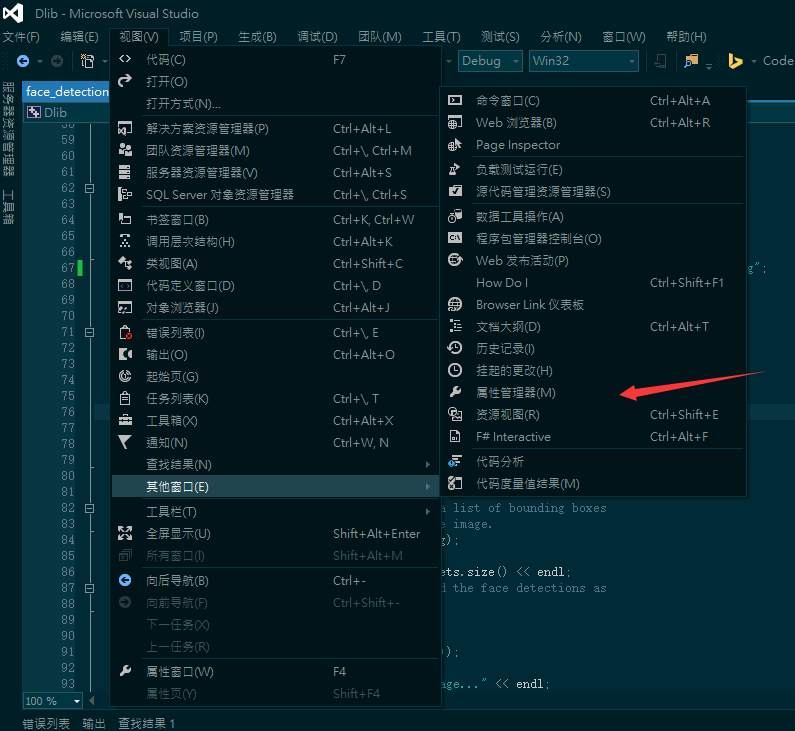 Dlib - Microsoft Visual Studio
文件(F) 编辑(E) 视图(V) 项目(P) 生成(B) 调试(D) 团队(M) 工具(T) 测试(S) 分析(N) 窗口(W) 帮助(H)
Debug Win32 Code
服务器资源管理器
工具箱
face_detection
Dlib
代码(C) F7
打开(O)
打开方式(N)...
解决方案资源管理器(P) Ctrl+Alt+L
团队资源管理器(M) Ctrl+\, Ctrl+M
服务器资源管理器(V) Ctrl+Alt+S
SQL Server 对象资源管理器 Ctrl+\, Ctrl+S
书签窗口(B) Ctrl+K, Ctrl+W
调用层次结构(H) Ctrl+Alt+K
类视图(A) Ctrl+Shift+C
代码定义窗口(D) Ctrl+\, D
对象浏览器(J) Ctrl+Alt+J
错误列表(I) Ctrl+\, E
输出(O) Ctrl+Alt+O
起始页(G)
任务列表(K) Ctrl+\, T
工具箱(X) Ctrl+Alt+X
通知(N) Ctrl+W, N
查找结果(N)
其他窗口(E)
工具栏(T)
全屏显示(U) Shift+Alt+Enter
所有窗口(I) Shift+Alt+M
向后导航(B) Ctrl+-
向前导航(F) Ctrl+Shift+-
下一任务(X)
上一任务(R)
属性窗口(W) F4
属性页(Y) Shift+F4
命令窗口(C) Ctrl+Alt+A
Web 浏览器(B) Ctrl+Alt+R
Page Inspector
负载测试运行(E)
源代码管理资源管理器(S)
数据工具操作(A)
程序包管理器控制台(O)
Web 发布活动(P)
How Do I Ctrl+Shift+F1
Browser Link 仪表板
文档大纲(D) Ctrl+Alt+T
历史记录(I)
挂起的更改(H)
属性管理器(M)
资源视图(R) Ctrl+Shift+E
F# Interactive Ctrl+Alt+F
代码分析
代码度量值结果(M)
59
60
61
62
63
64
65
66
67 g";
68
69
70
71
72
73
74
75
76
77
78
79
80
81
82 a list of bounding boxes
83 e image.
84 g);
85
86 ets.size() << endl;
87 d the face detections as
88
89
90
91 );
92
93 age..." << endl;
100 %
错误列表 输出 查找结果 1